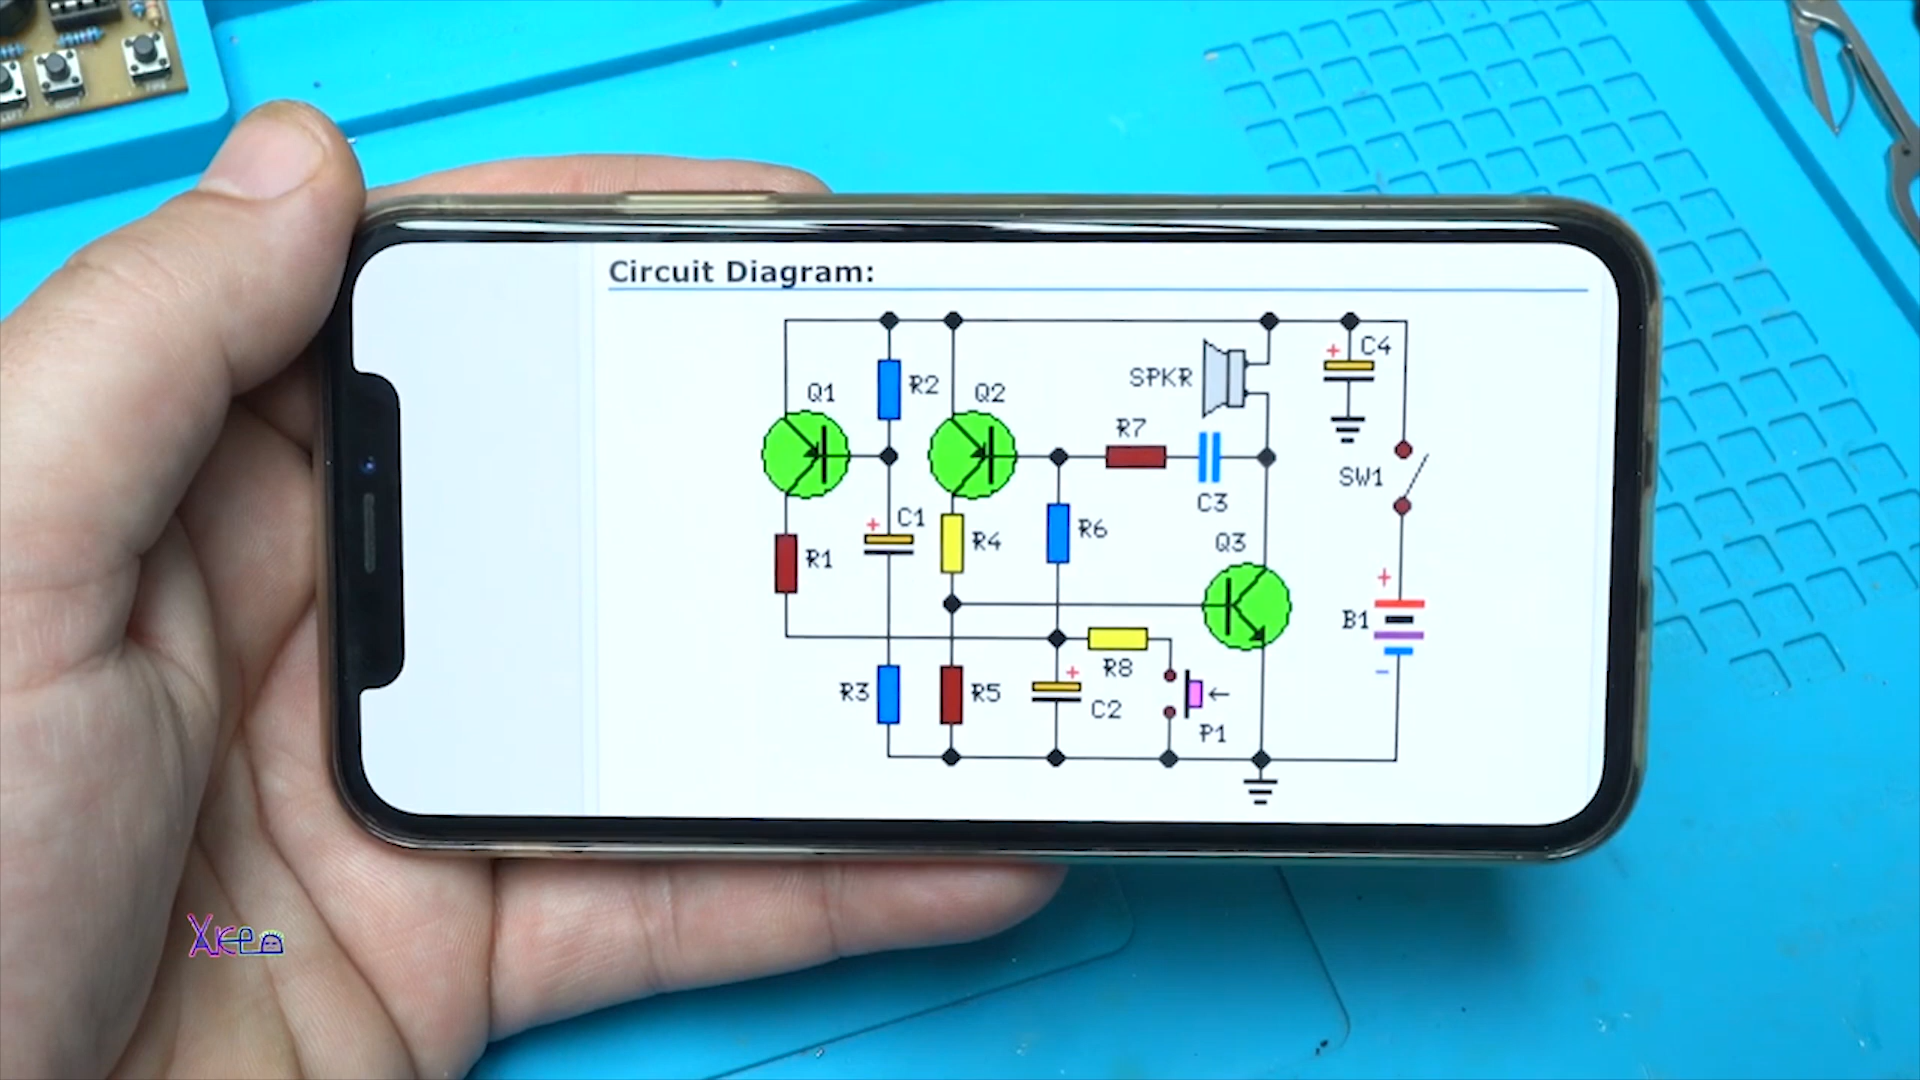 Circuit Diagram:
C4
SPKR
R2
Q1
Q2
R7
SW1
C3
C1
R6
R4
Q3
R1
B1
R8
R3
R5
C2
P1
+
+
+
+
−